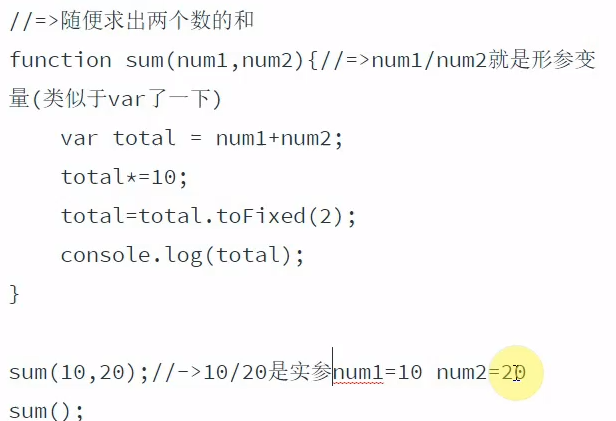 //=>随便求出两个数的和
function sum(num1,num2){//=>num1/num2就是形参变
量(类似于var了一下)
    var total = num1+num2;
    total*=10;
    total=total.toFixed(2);
    console.log(total);
}
sum(10,20);//->10/20是实参num1=10 num2=20
sum();